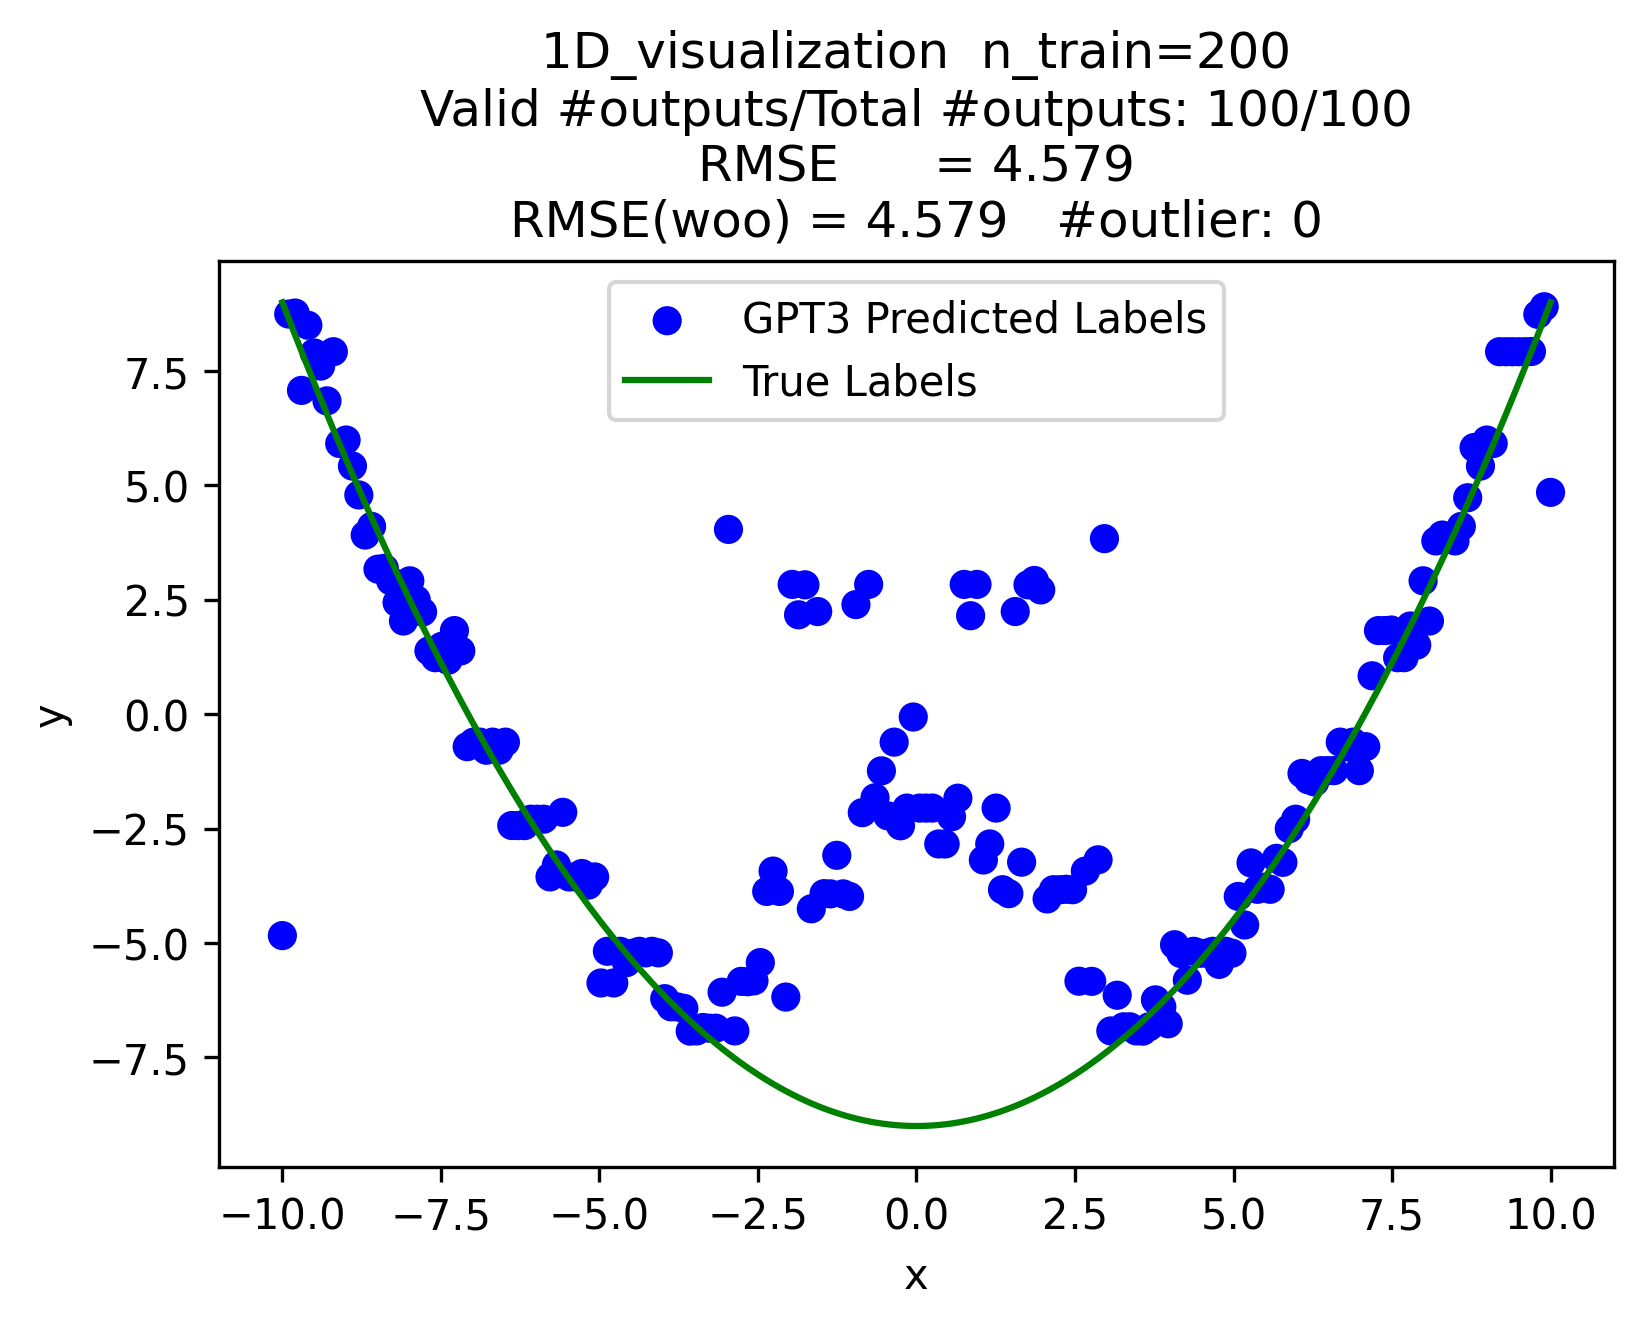 1D_visualization  n_train=200
Valid #outputs/Total #outputs: 100/100
RMSE      = 4.579
RMSE(woo) = 4.579   #outlier: 0
GPT3 Predicted Labels
True Labels
7.5
5.0
2.5
0.0
−2.5
−5.0
−7.5
y
−10.0 −7.5 −5.0 −2.5 0.0 2.5 5.0 7.5 10.0
x